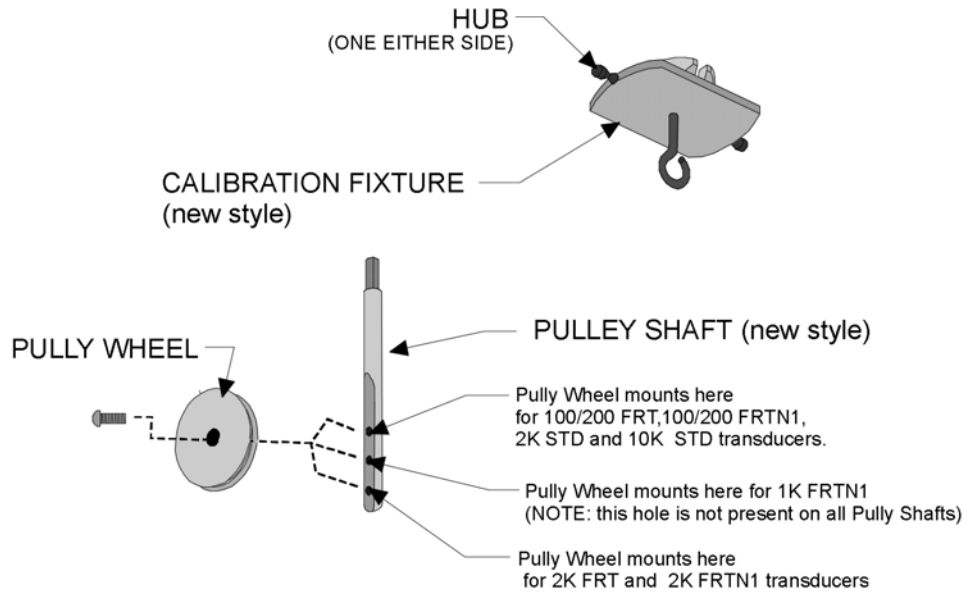 HUB
(ONE EITHER SIDE)
CALIBRATION FIXTURE
(new style)
PULLEY SHAFT (new style)
PULLY WHEEL
Pully Wheel mounts here
for 100/200 FRT,100/200 FRTN1,
2K STD and 10K STD transducers.
Pully Wheel mounts here for 1K FRTN1
(NOTE: this hole is not present on all Pully Shafts)
Pully Wheel mounts here
for 2K FRT and 2K FRTN1 transducers